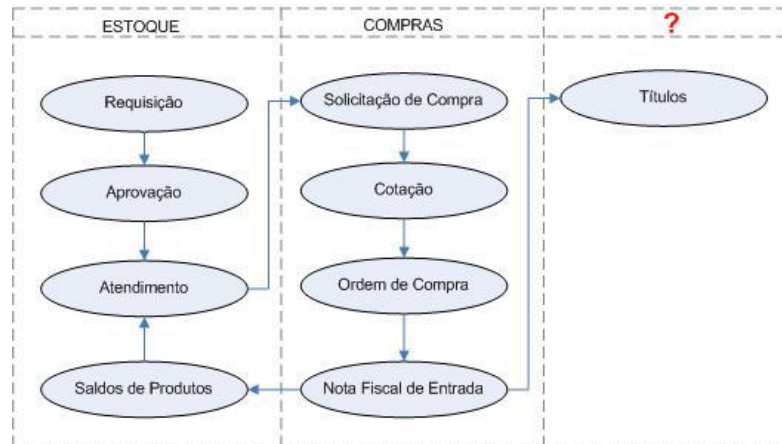 ESTOQUE
COMPRAS
?
Requisição
Solicitação de Compra
Títulos
Aprovação
Cotação
Atendimento
Ordem de Compra
Saldos de Produtos
Nota Fiscal de Entrada